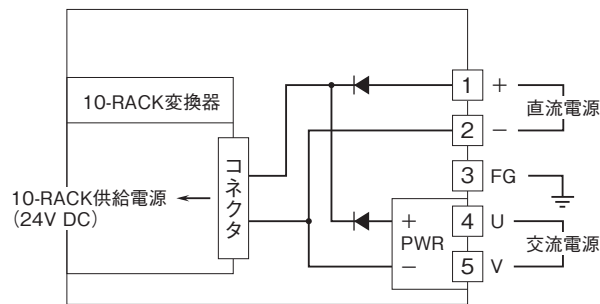 10-RACK変換器
コネクタ
10-RACK供給電源
(24V DC)
1 +
2 −
直流電源
3 FG
4 U
5 V
交流電源
+
PWR
−